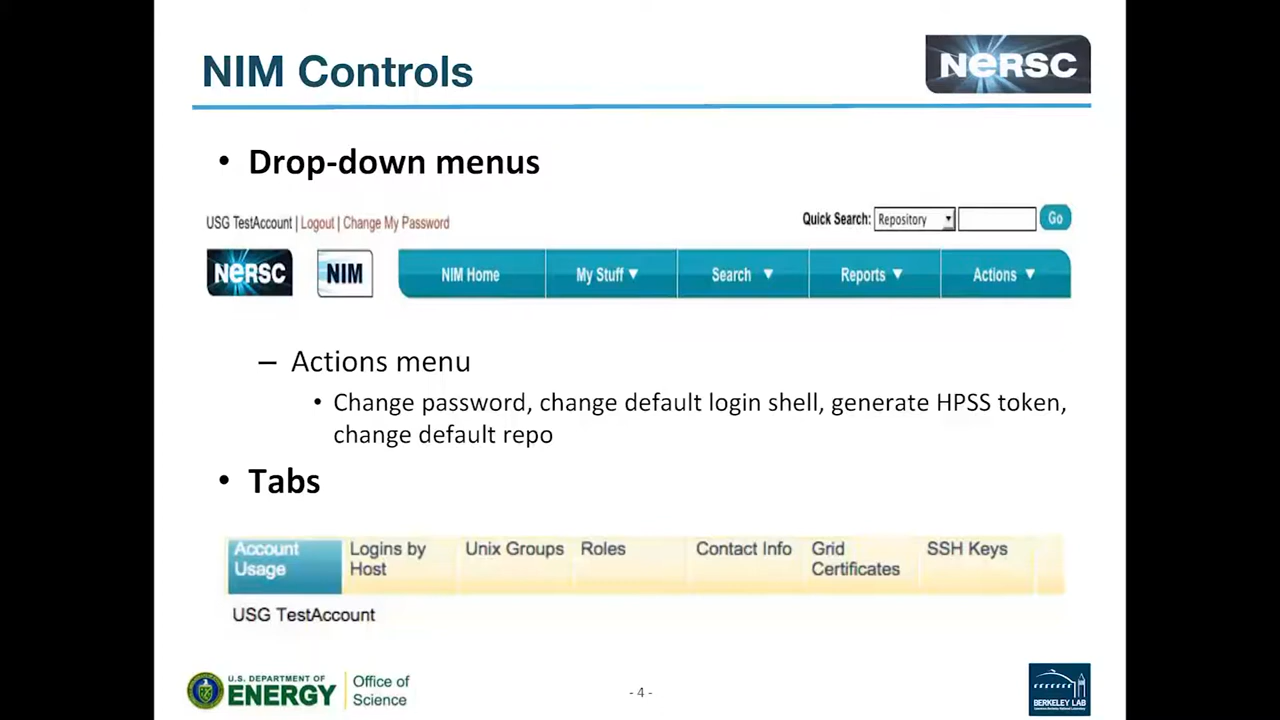 NIM Controls
NERSC
• Drop-down menus
USG TestAccount | Logout | Change My Password
Quick Search: Repository Go
NERSC NIM NIM Home My Stuff▼ Search ▼ Reports ▼ Actions ▼
– Actions menu
• Change password, change default login shell, generate HPSS token,
change default repo
• Tabs
Account Usage
Logins by Host
Unix Groups
Roles
Contact Info
Grid Certificates
SSH Keys
USG TestAccount
U.S. DEPARTMENT OF
ENERGY
Office of
Science
- 4 -
BERKELEY LAB